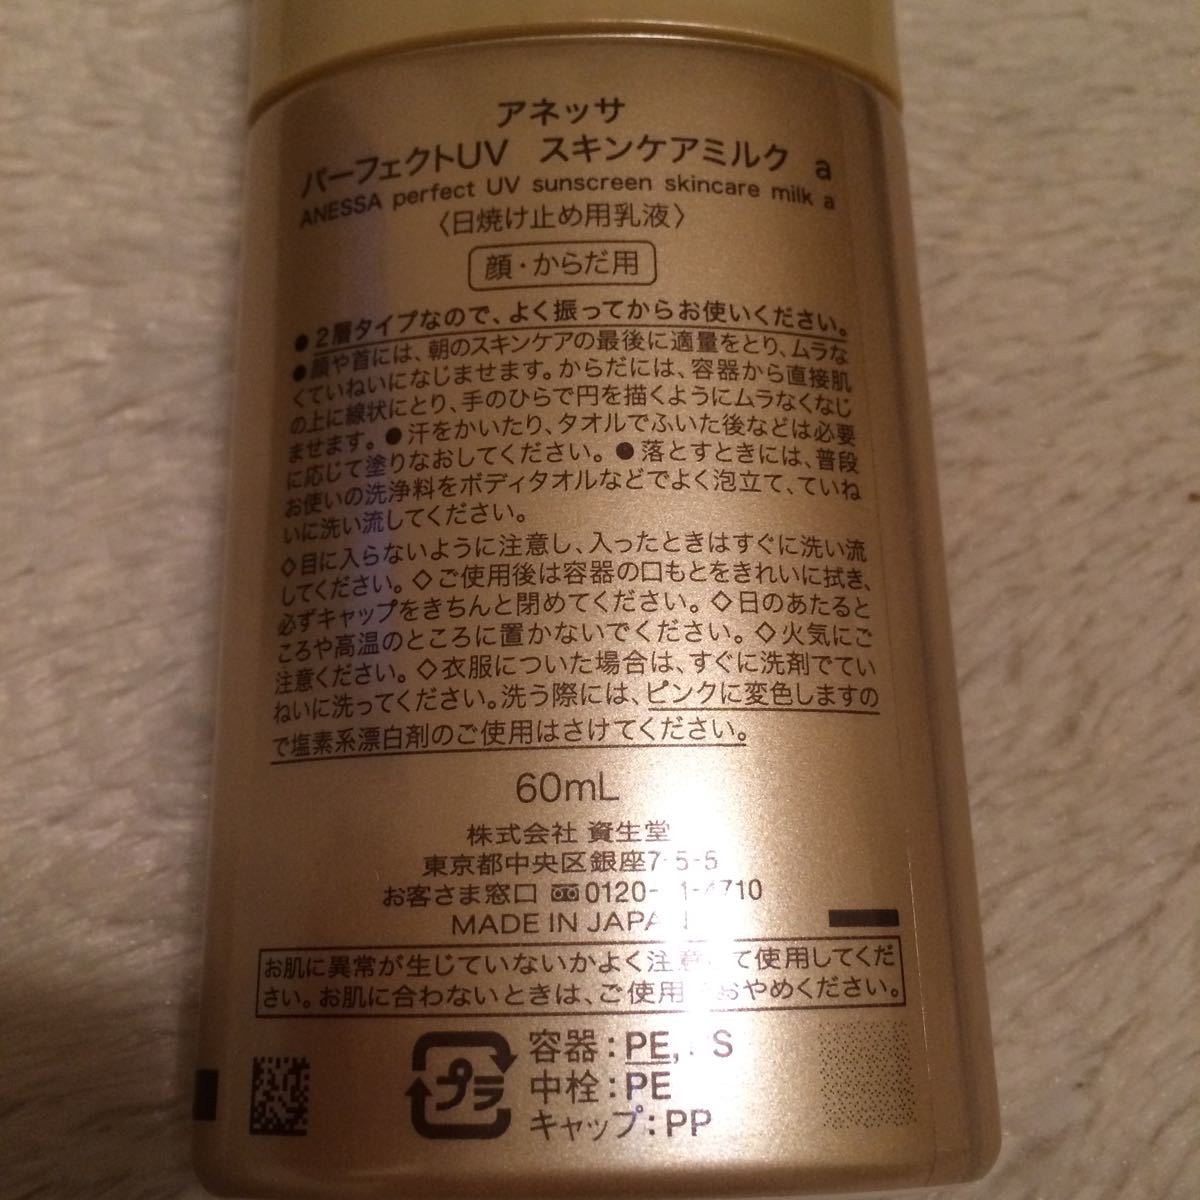 アネッサ
パーフェクトUV スキンケアミルク a
ANESSA perfect UV sunscreen skincare milk a
〈日焼け止め用乳液〉
顔・からだ用
●2層タイプなので、よく振ってからお使いください。
●顔や首には、朝のスキンケアの最後に適量をとり、ムラな
くていねいになじませます。からだには、容器から直接肌
の上に線状にとり、手のひらで円を描くようにムラなくなじ
ませます。●汗をかいたり、タオルでふいた後などは必要
に応じて塗りなおしてください。●落とすときには、普段
お使いの洗浄料をボディタオルなどでよく泡立て、ていね
いに洗い流してください。
◇目に入らないように注意し、入ったときはすぐに洗い流
してください。◇ご使用後は容器の口もとをきれいに拭き、
必ずキャップをきちんと閉めてください。◇日のあたると
ころや高温のところに置かないでください。◇火気にご
注意ください。◇衣服についた場合は、すぐに洗剤でてい
ねいに洗ってください。洗う際には、ピンクに変色しますの
で塩素系漂白剤のご使用はさけてください。
60mL
株式会社 資生堂
東京都中央区銀座7-5-5
お客さま窓口 0120-
MADE IN JAPAN
お肌に異常が生じていないかよく注意して使用してくだ
さい。お肌に合わないときは、ご使用をおやめください。
プラ
容器:PE, PS
中栓:PE
キャップ:PP